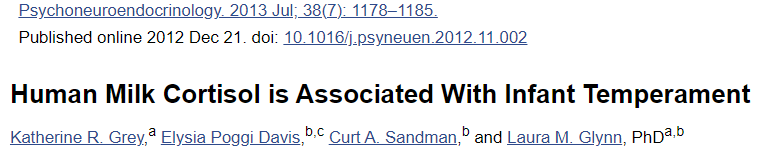 Psychoneuroendocrinology. 2013 Jul; 38(7): 1178–1185.
Published online 2012 Dec 21. doi: 10.1016/j.psyneuen.2012.11.002
Human Milk Cortisol is Associated With Infant Temperament
Katherine R. Grey,a Elysia Poggi Davis,b,c Curt A. Sandman,b and Laura M. Glynn, PhDa,b